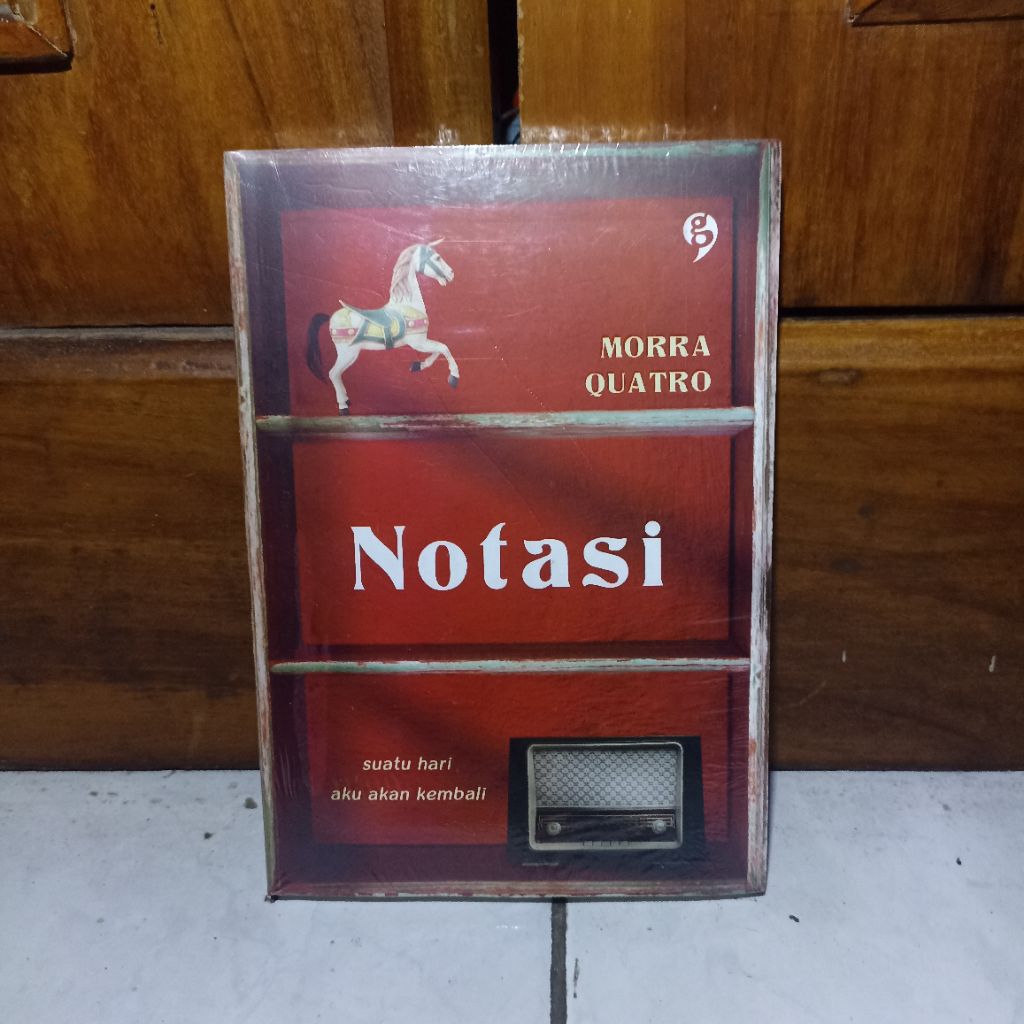 g
MORRA
QUATRO
Notasi
suatu hari
aku akan kembali